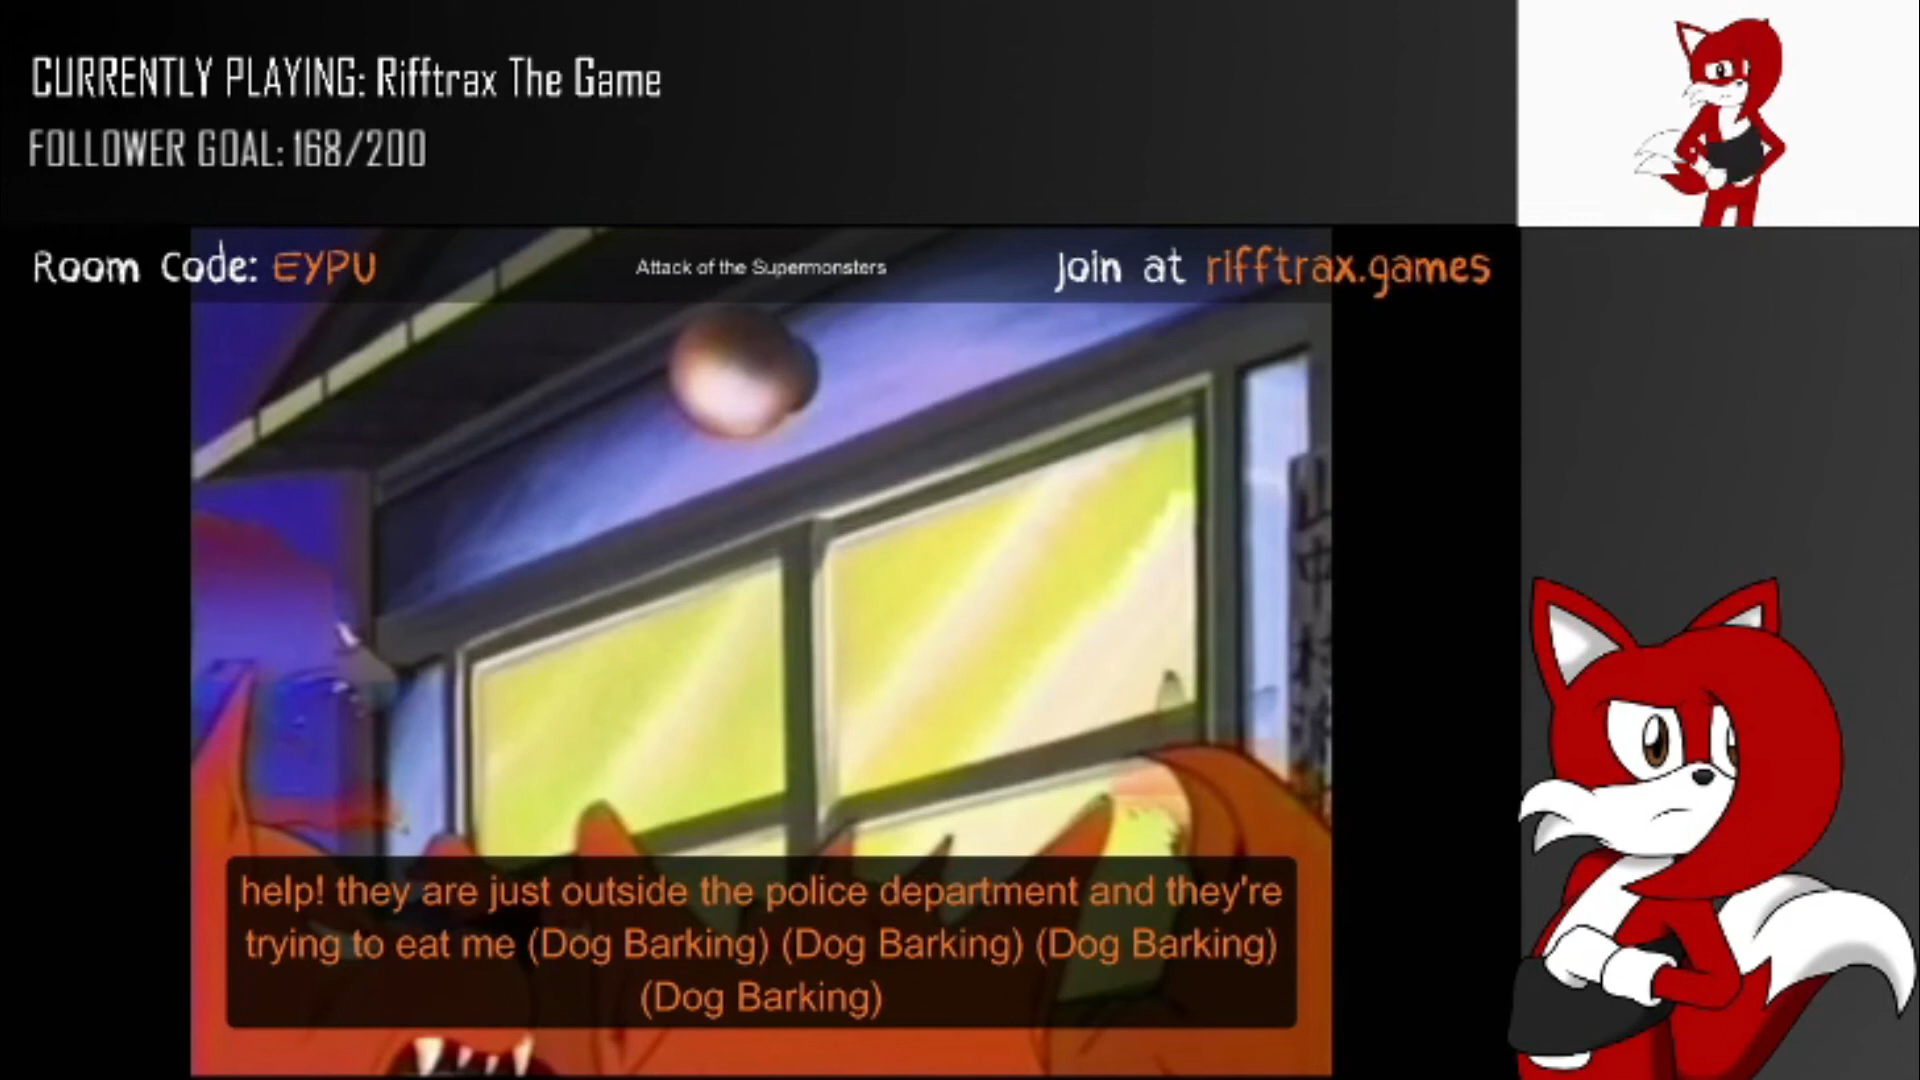 CURRENTLY PLAYING: Rifftrax The Game
FOLLOWER GOAL: 168/200
Room Code: EYPU
Attack of the Supermonsters
Join at rifftrax.games
help! they are just outside the police department and they're
trying to eat me (Dog Barking) (Dog Barking) (Dog Barking)
(Dog Barking)